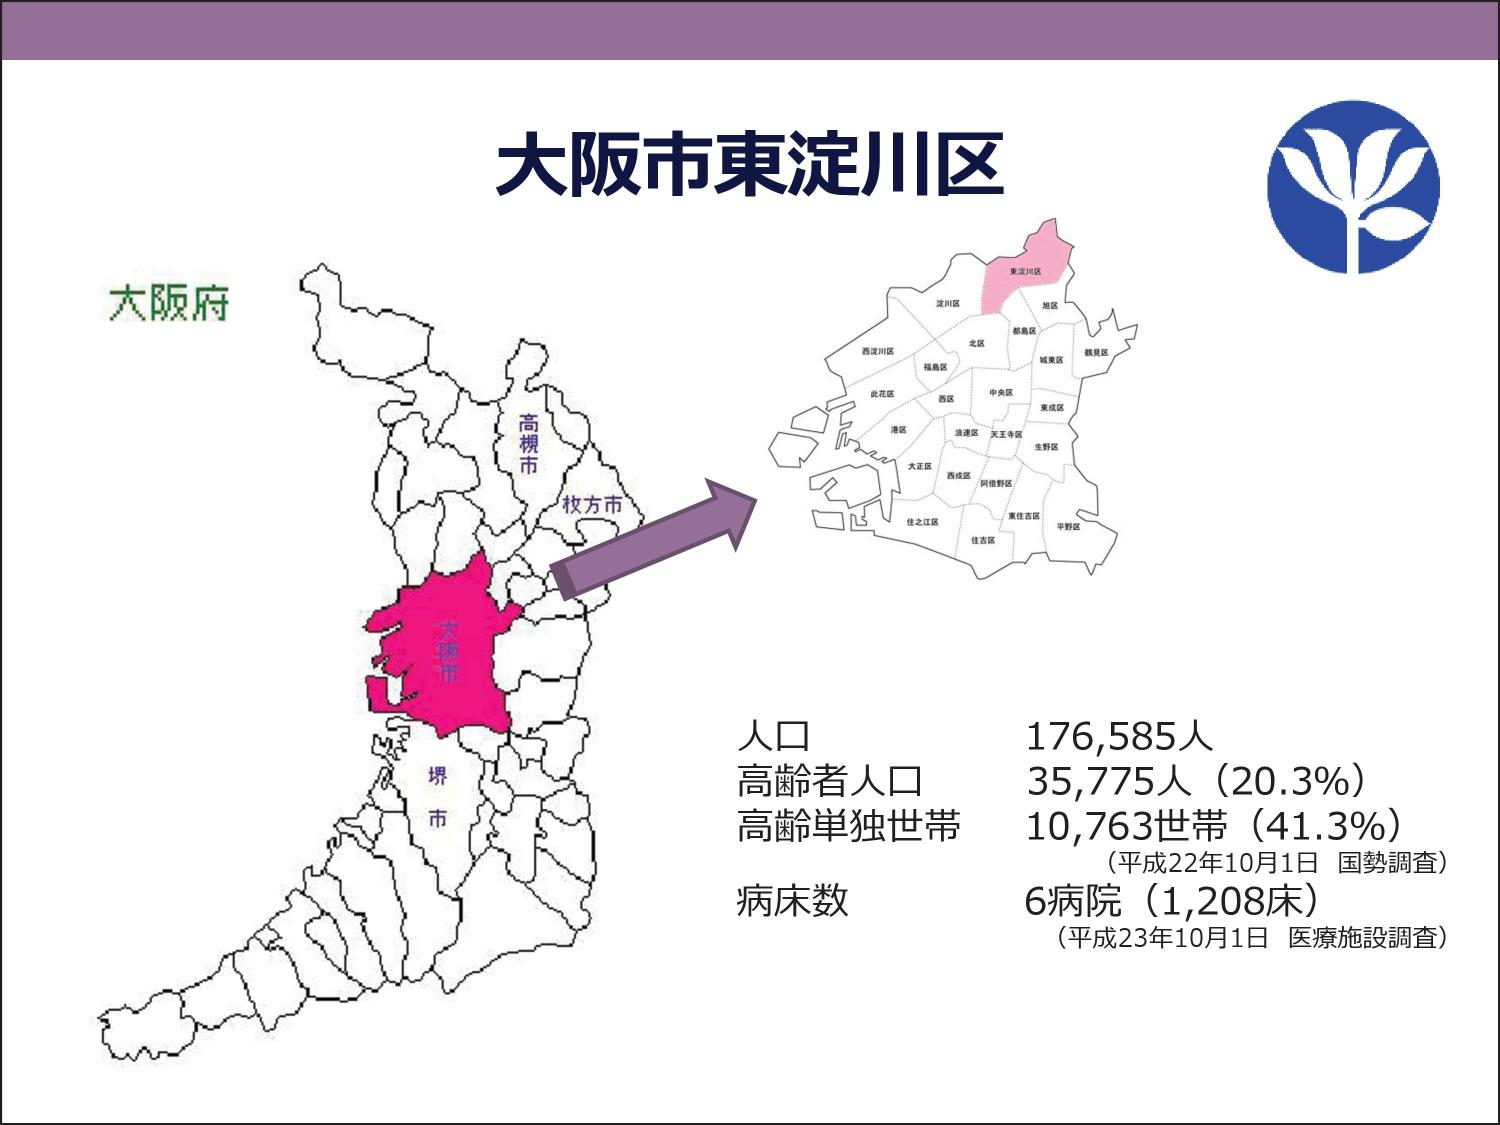 大阪市東淀川区
大阪府
高槻市
枚方市
大阪市
堺市
東淀川区
淀川区
旭区
都島区
西淀川区
北区
城東区
鶴見区
福島区
此花区
西区
中央区
東成区
港区
浪速区
天王寺区
生野区
大正区
西成区
阿倍野区
住之江区
東住吉区
平野区
住吉区
人口 176,585人
高齢者人口 35,775人（20.3%）
高齢単独世帯 10,763世帯（41.3%）
（平成22年10月1日 国勢調査）
病床数 6病院（1,208床）
（平成23年10月1日 医療施設調査）